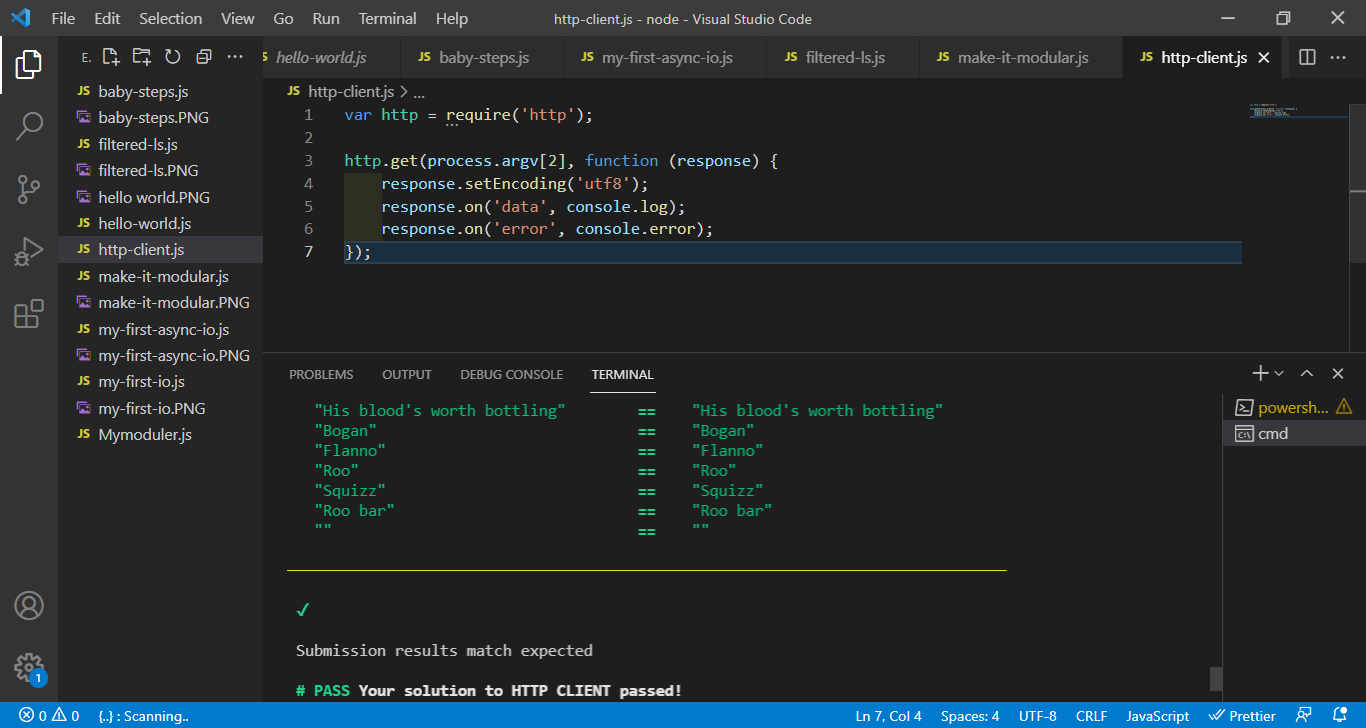 File Edit Selection View Go Run Terminal Help http-client.js - node - Visual Studio Code
E. ...
JS hello-world.js JS baby-steps.js JS my-first-async-io.js JS filtered-ls.js JS make-it-modular.js JS http-client.js
JS baby-steps.js
baby-steps.PNG
JS filtered-ls.js
filtered-ls.PNG
hello world.PNG
JS hello-world.js
JS http-client.js
JS make-it-modular.js
make-it-modular.PNG
JS my-first-async-io.js
my-first-async-io.PNG
JS my-first-io.js
my-first-io.PNG
JS Mymoduler.js
JS http-client.js > ...
1 var http = require('http');
2
3 http.get(process.argv[2], function (response) {
4 response.setEncoding('utf8');
5 response.on('data', console.log);
6 response.on('error', console.error);
7 });
PROBLEMS OUTPUT DEBUG CONSOLE TERMINAL
"His blood's worth bottling" == "His blood's worth bottling"
"Bogan" == "Bogan"
"Flanno" == "Flanno"
"Roo" == "Roo"
"Squizz" == "Squizz"
"Roo bar" == "Roo bar"
"" == ""
✓
Submission results match expected
# PASS Your solution to HTTP CLIENT passed!
powersh...
cmd
1
0 0 {..} : Scanning.. Ln 7, Col 4 Spaces: 4 UTF-8 CRLF JavaScript Prettier